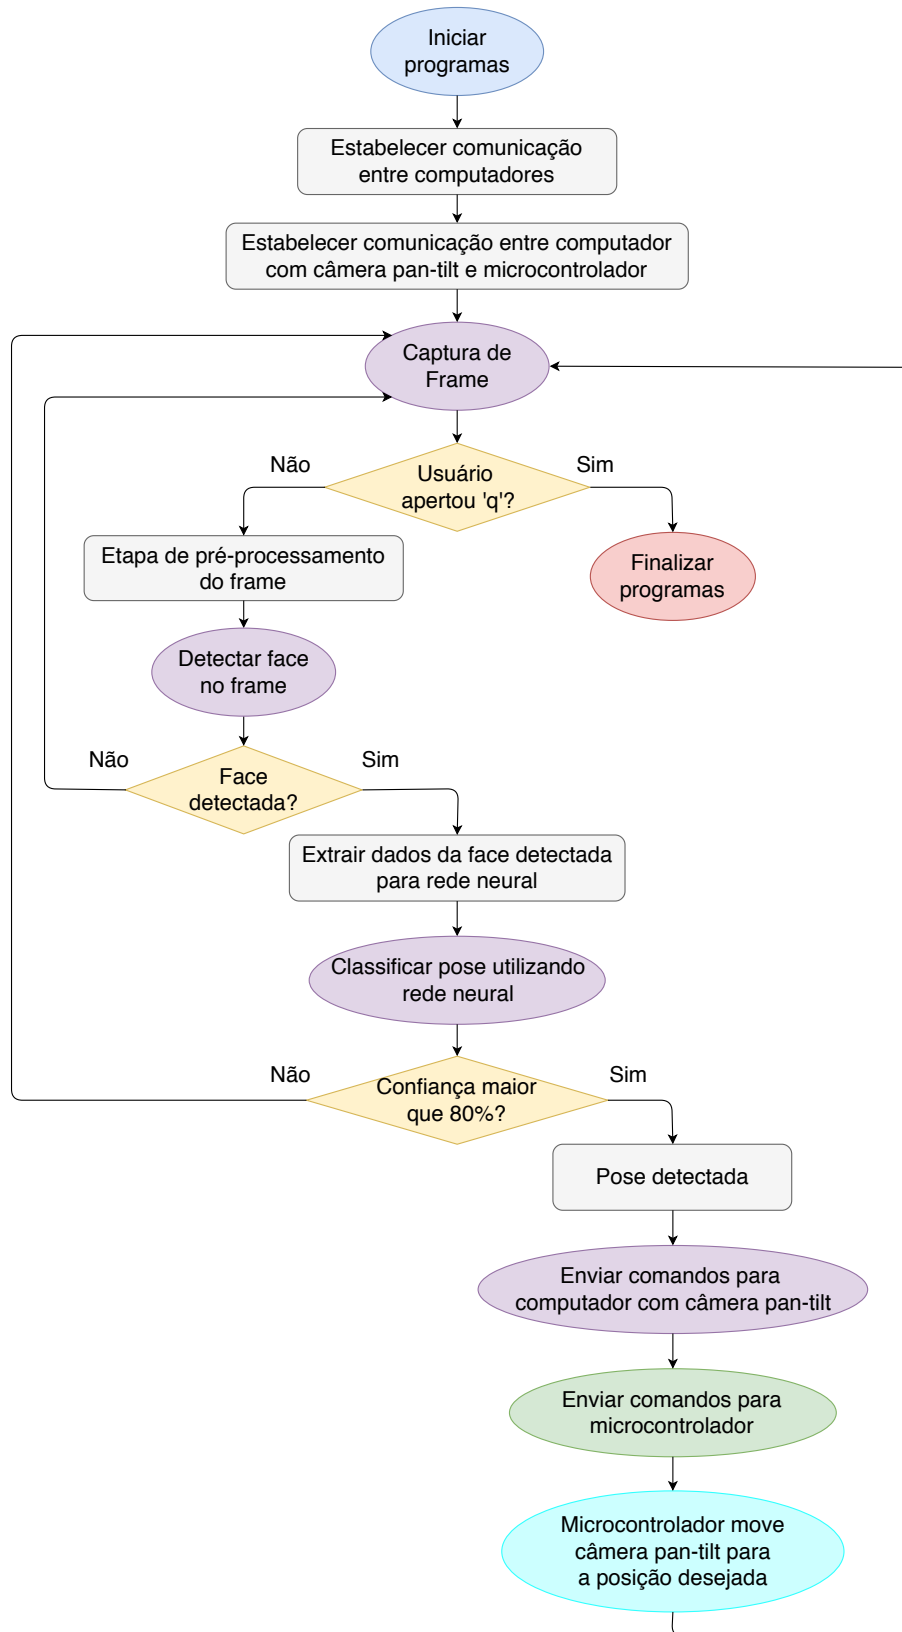 Iniciar
programas
Estabelecer comunicação
entre computadores
Estabelecer comunicação entre computador
com câmera pan-tilt e microcontrolador
Captura de
Frame
Não
Sim
Usuário
apertou 'q'?
Etapa de pré-processamento
do frame
Finalizar
programas
Detectar face
no frame
Não
Sim
Face
detectada?
Extrair dados da face detectada
para rede neural
Classificar pose utilizando
rede neural
Não
Sim
Confiança maior
que 80%?
Pose detectada
Enviar comandos para
computador com câmera pan-tilt
Enviar comandos para
microcontrolador
Microcontrolador move
câmera pan-tilt para
a posição desejada